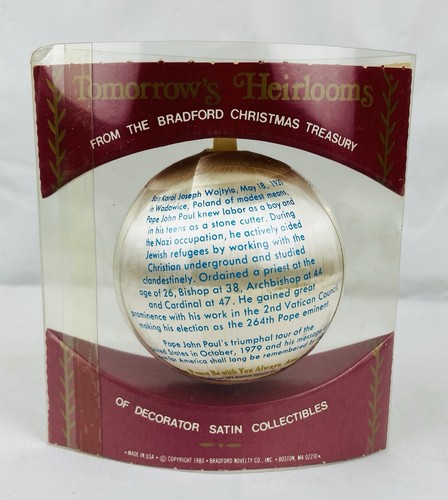 Tomorrow's Heirlooms
FROM THE BRADFORD CHRISTMAS TREASURY
Karol Joseph Wojtyla, May 18,
in Wadowice, Poland of modest means,
Pope John Paul knew labor as a boy and
in his teens as a stone cutter. During
the Nazi occupation, he actively aided
Jewish refugees by working with the
Christian underground and studied
clandestinely. Ordained a priest at the
age of 26, Bishop at 38, Archbishop at 44
and Cardinal at 47. He gained great
prominence with his work in the 2nd Vatican Council
making his election as the 264th Pope eminent.
Pope John Paul's triumphal tour of the
States in October, 1979 and his message
America shall long be remembered
Be with You Always
OF DECORATOR SATIN COLLECTIBLES
• MADE IN USA • © COPYRIGHT 1980 • BRADFORD NOVELTY CO., INC. • BOSTON, MA 02210 •